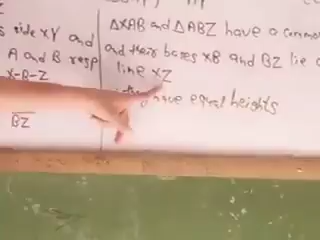 Z
s side XY and
A and B resp
X-B-Z
BZ
ΔXAB and ΔABZ have a common
and their bases XB and BZ lie
line XZ
have equal heights